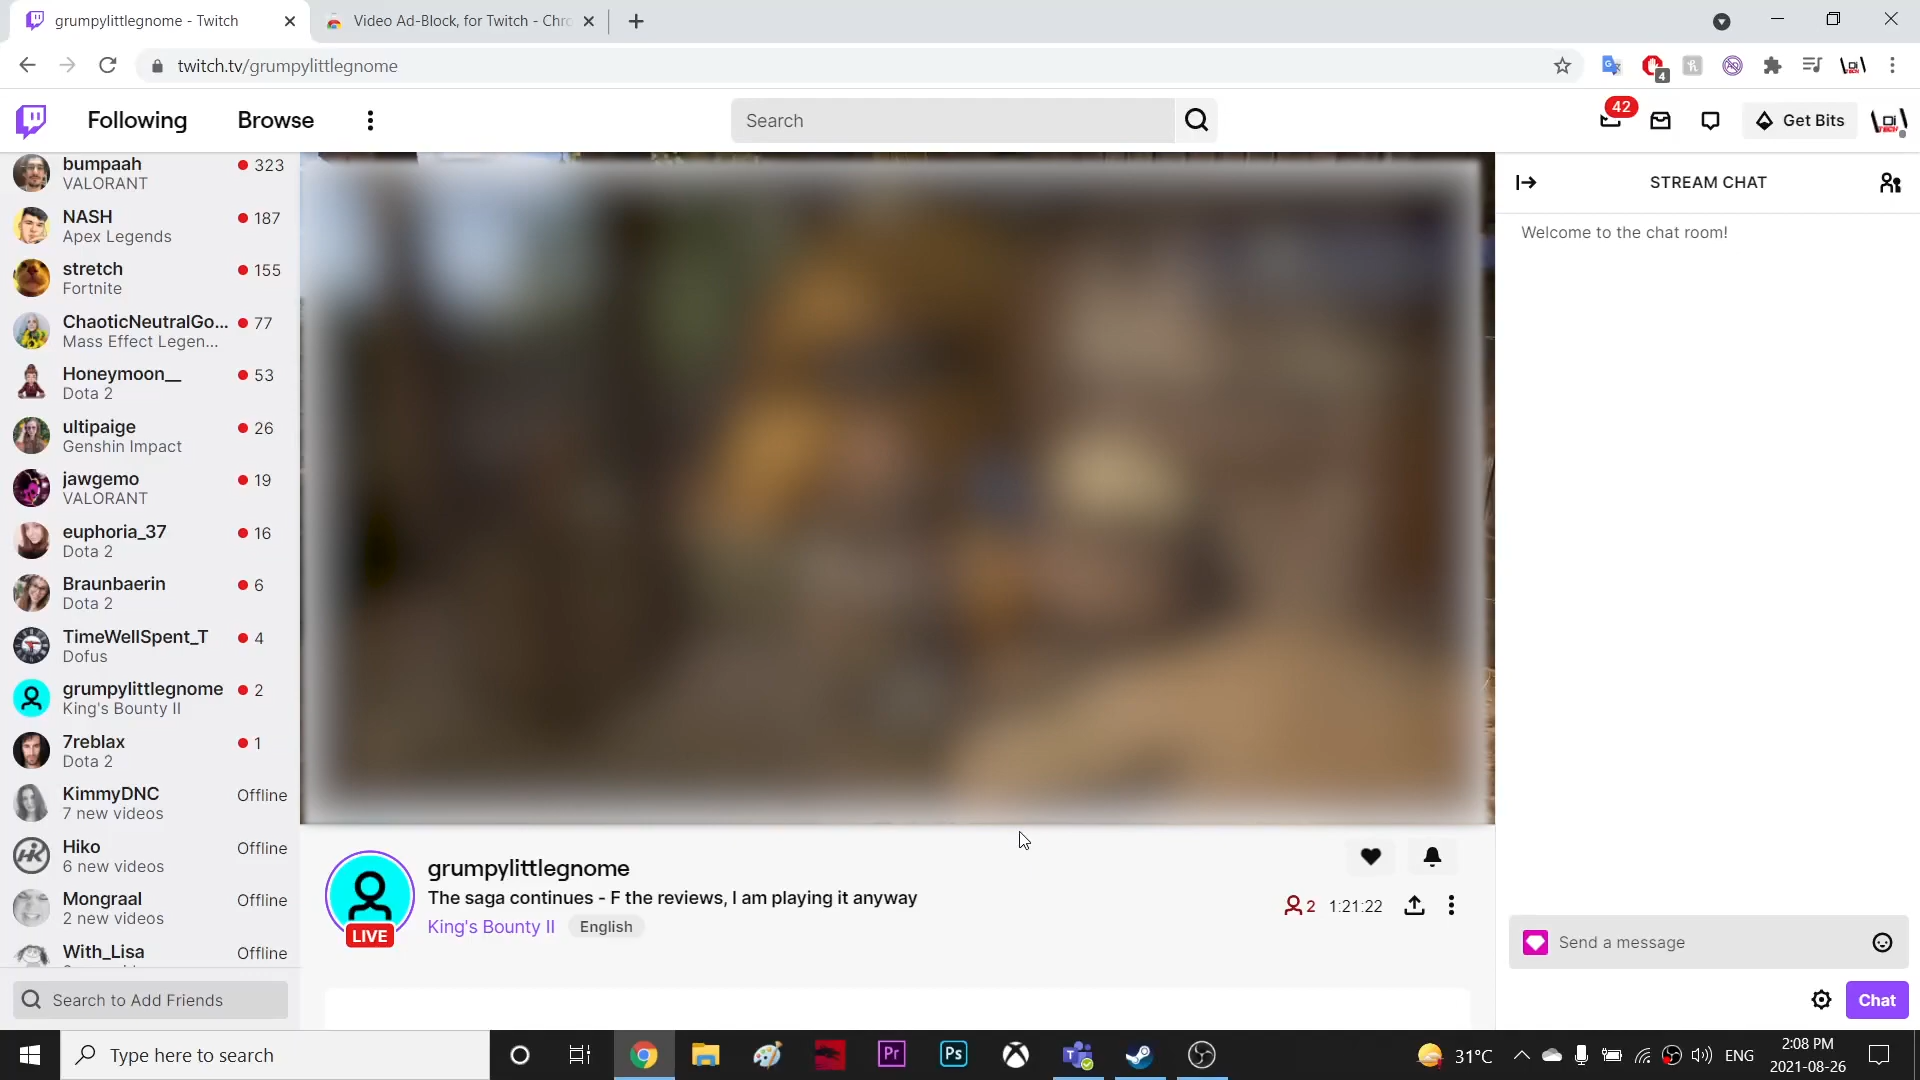 grumpylittlegnome - Twitch
Video Ad-Block, for Twitch - Chro
twitch.tv/grumpylittlegnome
4
Following
Browse
Search
42
Get Bits
bumpaah
323
VALORANT
NASH
187
Apex Legends
stretch
155
Fortnite
ChaoticNeutralGo...
77
Mass Effect Legen...
Honeymoon__
53
Dota 2
ultipaige
26
Genshin Impact
jawgemo
19
VALORANT
euphoria_37
16
Dota 2
Braunbaerin
6
Dota 2
TimeWellSpent_T
4
Dofus
grumpylittlegnome
2
King's Bounty II
7reblax
1
Dota 2
KimmyDNC
Offline
7 new videos
Hiko
Offline
6 new videos
Mongraal
Offline
2 new videos
With_Lisa
Offline
Search to Add Friends
STREAM CHAT
Welcome to the chat room!
grumpylittlegnome
The saga continues - F the reviews, I am playing it anyway
King's Bounty II
English
LIVE
2
1:21:22
Send a message
Chat
Type here to search
Pr
Ps
31°C
ENG
2:08 PM
2021-08-26